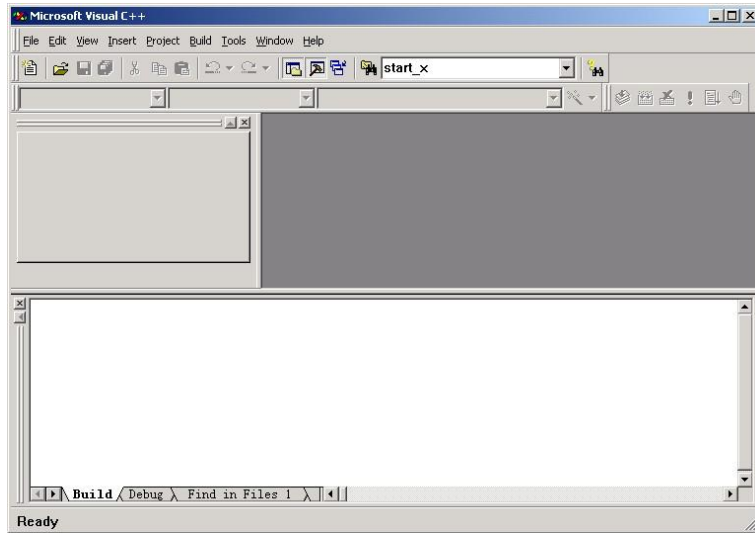 Microsoft Visual C++
File Edit View Insert Project Build Tools Window Help
start_x
Build Debug Find in Files 1
Ready